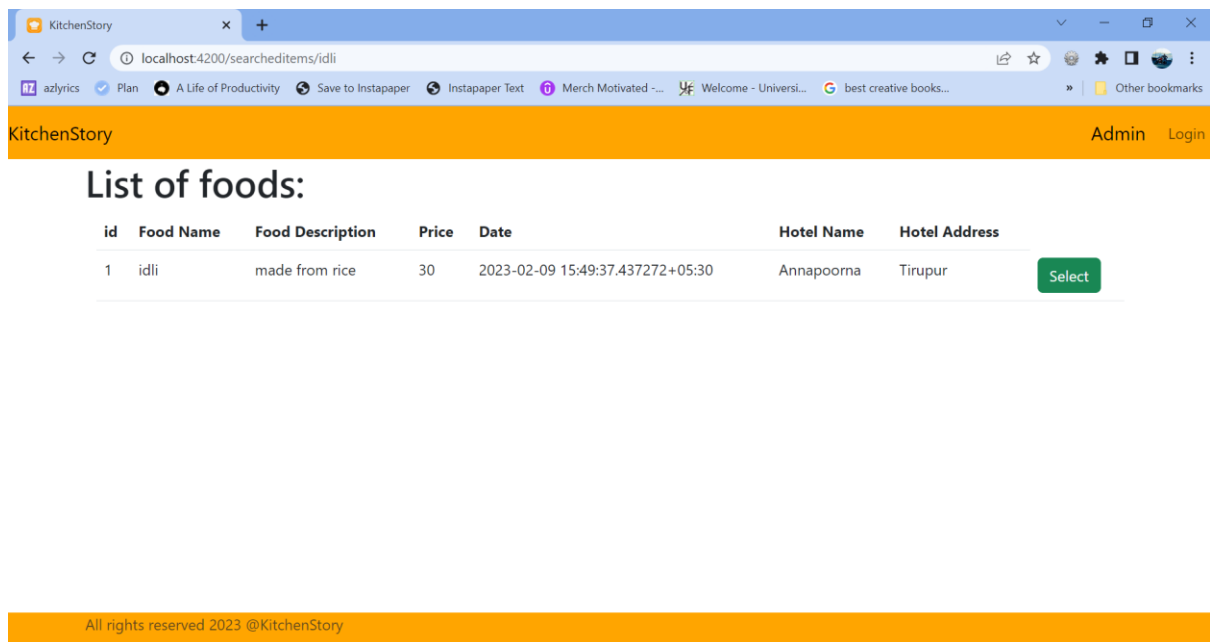 KitchenStory
localhost:4200/searcheditems/idli
AZ azlyrics Plan A Life of Productivity Save to Instapaper Instapaper Text Merch Motivated -... YF Welcome - Universi... G best creative books... » Other bookmarks
KitchenStory Admin Login
List of foods:
id Food Name Food Description Price Date Hotel Name Hotel Address
1 idli made from rice 30 2023-02-09 15:49:37.437272+05:30 Annapoorna Tirupur Select
All rights reserved 2023 @KitchenStory